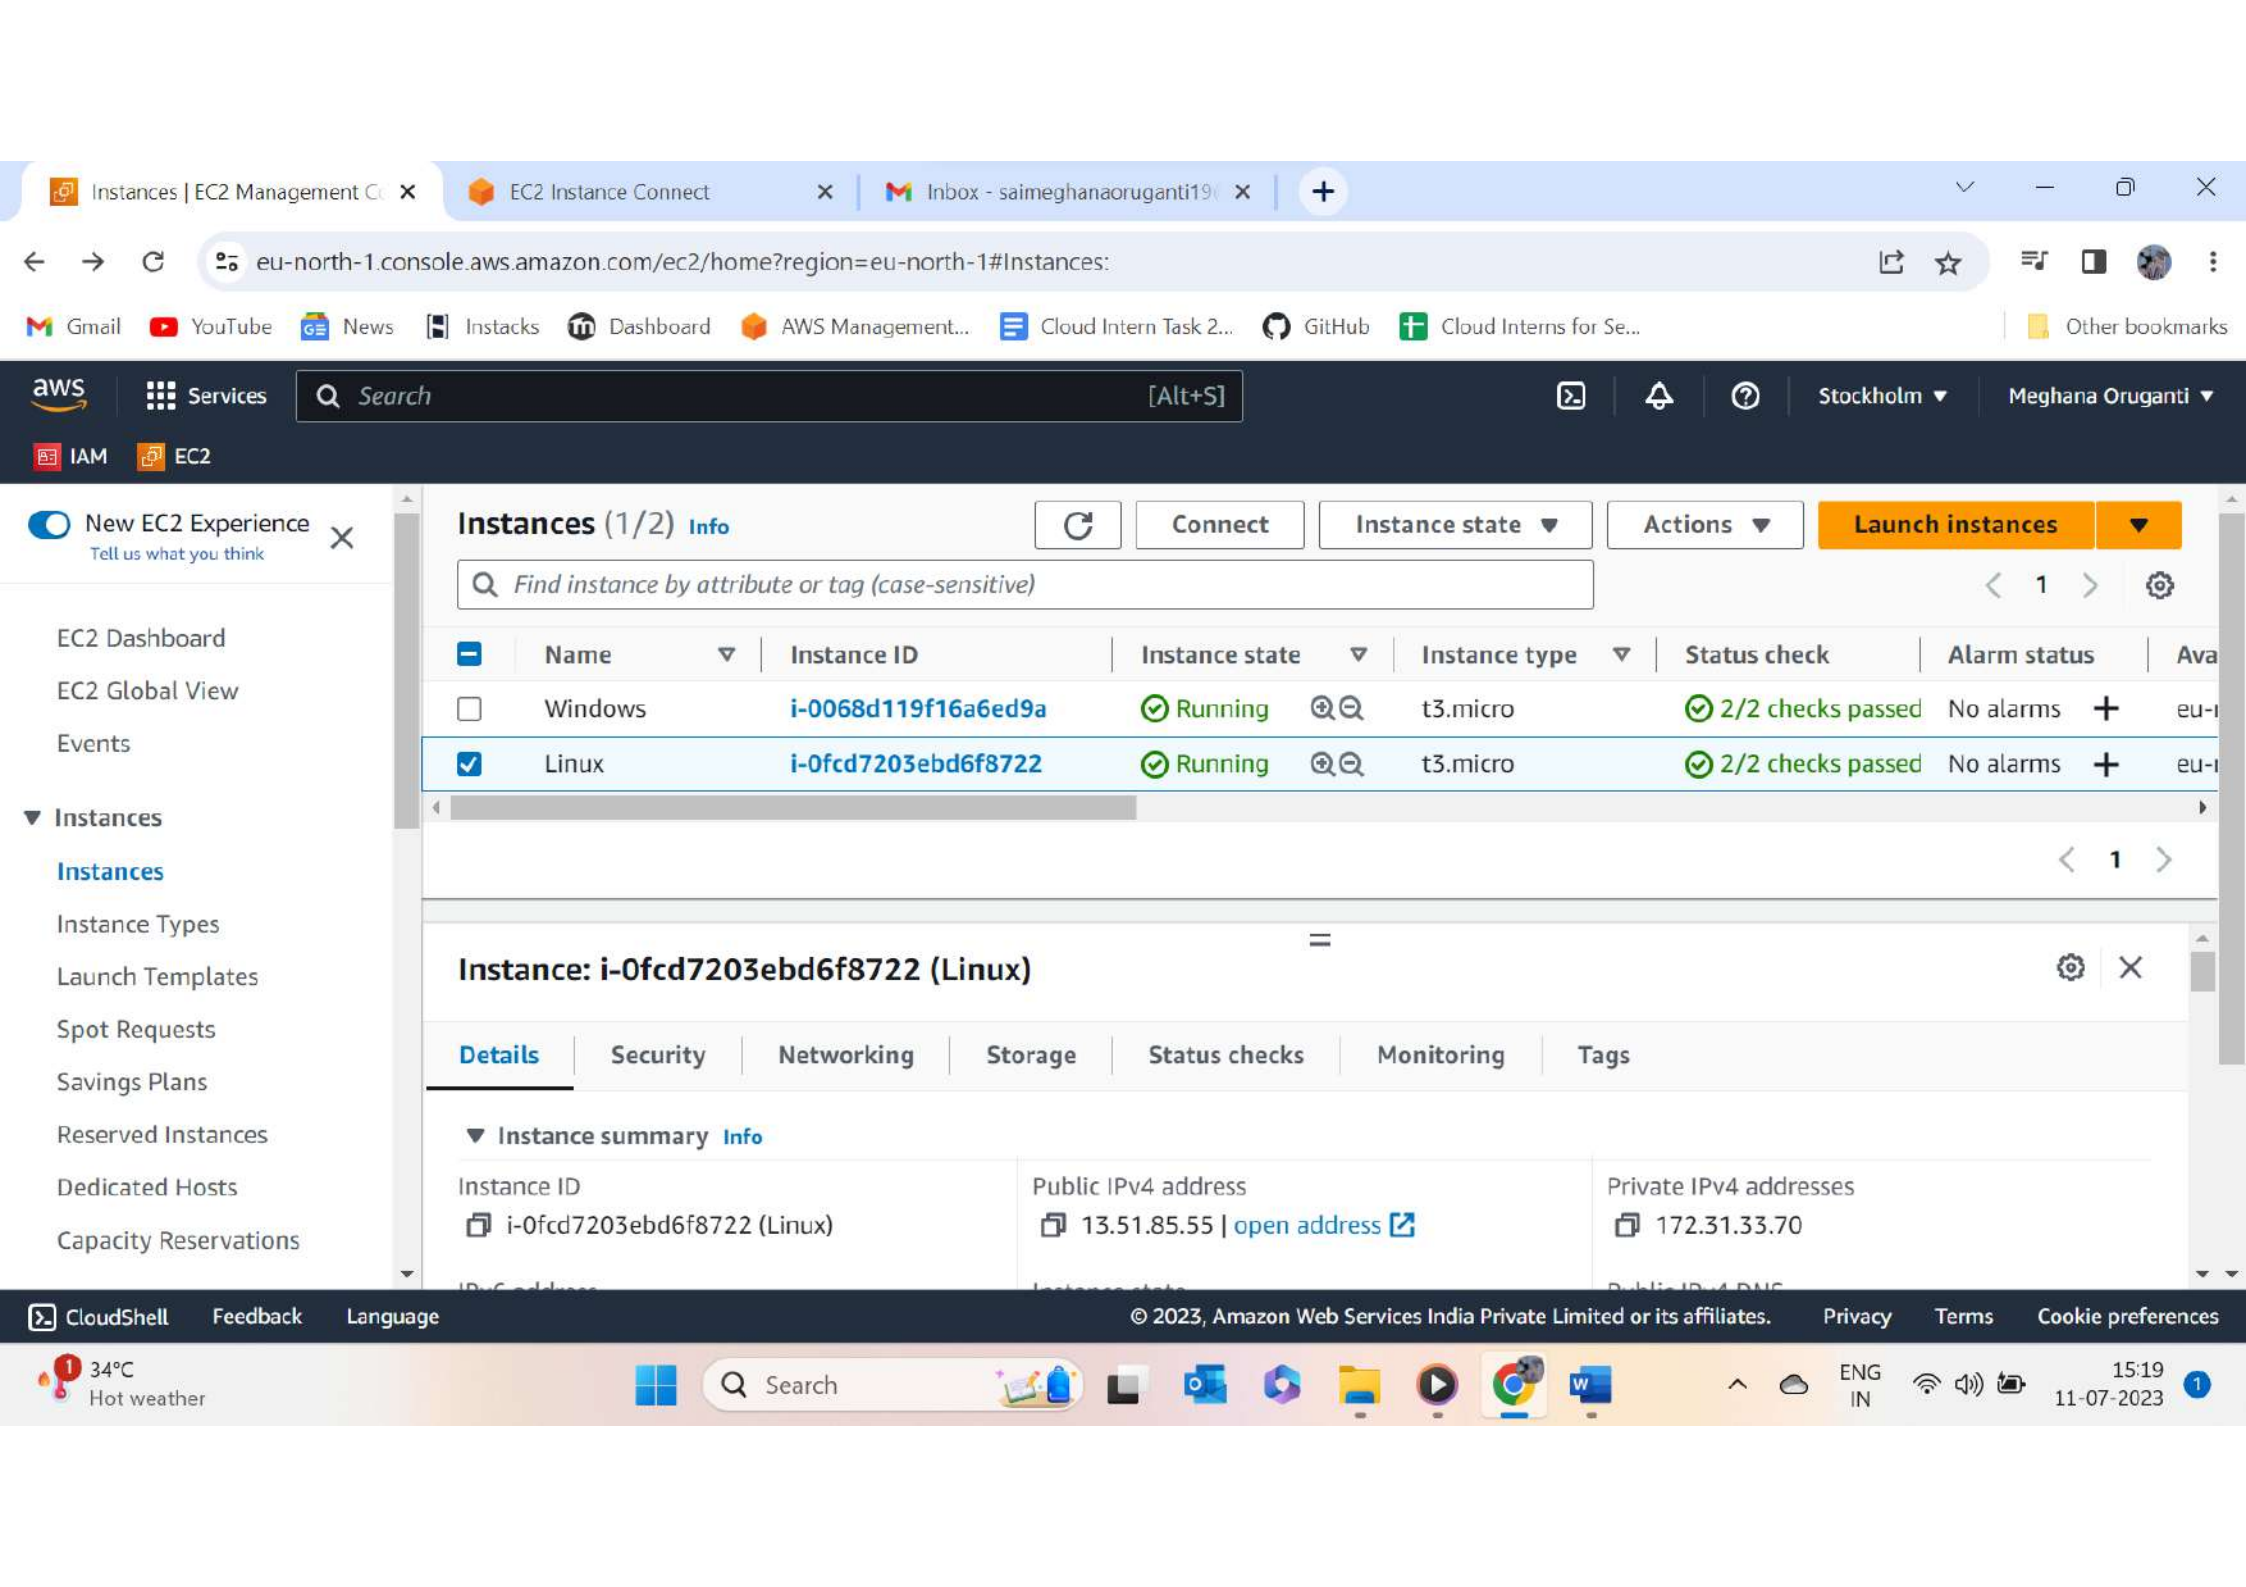 Instances | EC2 Management Co
EC2 Instance Connect
Inbox - saimeghanaoruganti19
eu-north-1.console.aws.amazon.com/ec2/home?region=eu-north-1#Instances:
Gmail YouTube News Instacks Dashboard AWS Management... Cloud Intern Task 2... GitHub Cloud Interns for Se... Other bookmarks
aws Services Search [Alt+S] Stockholm Meghana Oruganti
IAM EC2
New EC2 Experience
Tell us what you think
EC2 Dashboard
EC2 Global View
Events
Instances
Instances
Instance Types
Launch Templates
Spot Requests
Savings Plans
Reserved Instances
Dedicated Hosts
Capacity Reservations
Instances (1/2) Info Connect Instance state Actions Launch instances
Find instance by attribute or tag (case-sensitive) 1
Name Instance ID Instance state Instance type Status check Alarm status Ava
Windows i-0068d119f16a6ed9a Running t3.micro 2/2 checks passed No alarms eu-
Linux i-0fcd7203ebd6f8722 Running t3.micro 2/2 checks passed No alarms eu-
1
Instance: i-0fcd7203ebd6f8722 (Linux)
Details Security Networking Storage Status checks Monitoring Tags
Instance summary Info
Instance ID Public IPv4 address Private IPv4 addresses
i-0fcd7203ebd6f8722 (Linux) 13.51.85.55 | open address 172.31.33.70
CloudShell Feedback Language © 2023, Amazon Web Services India Private Limited or its affiliates. Privacy Terms Cookie preferences
1 34°C
Hot weather
Search
ENG
IN
15:19
11-07-2023
1